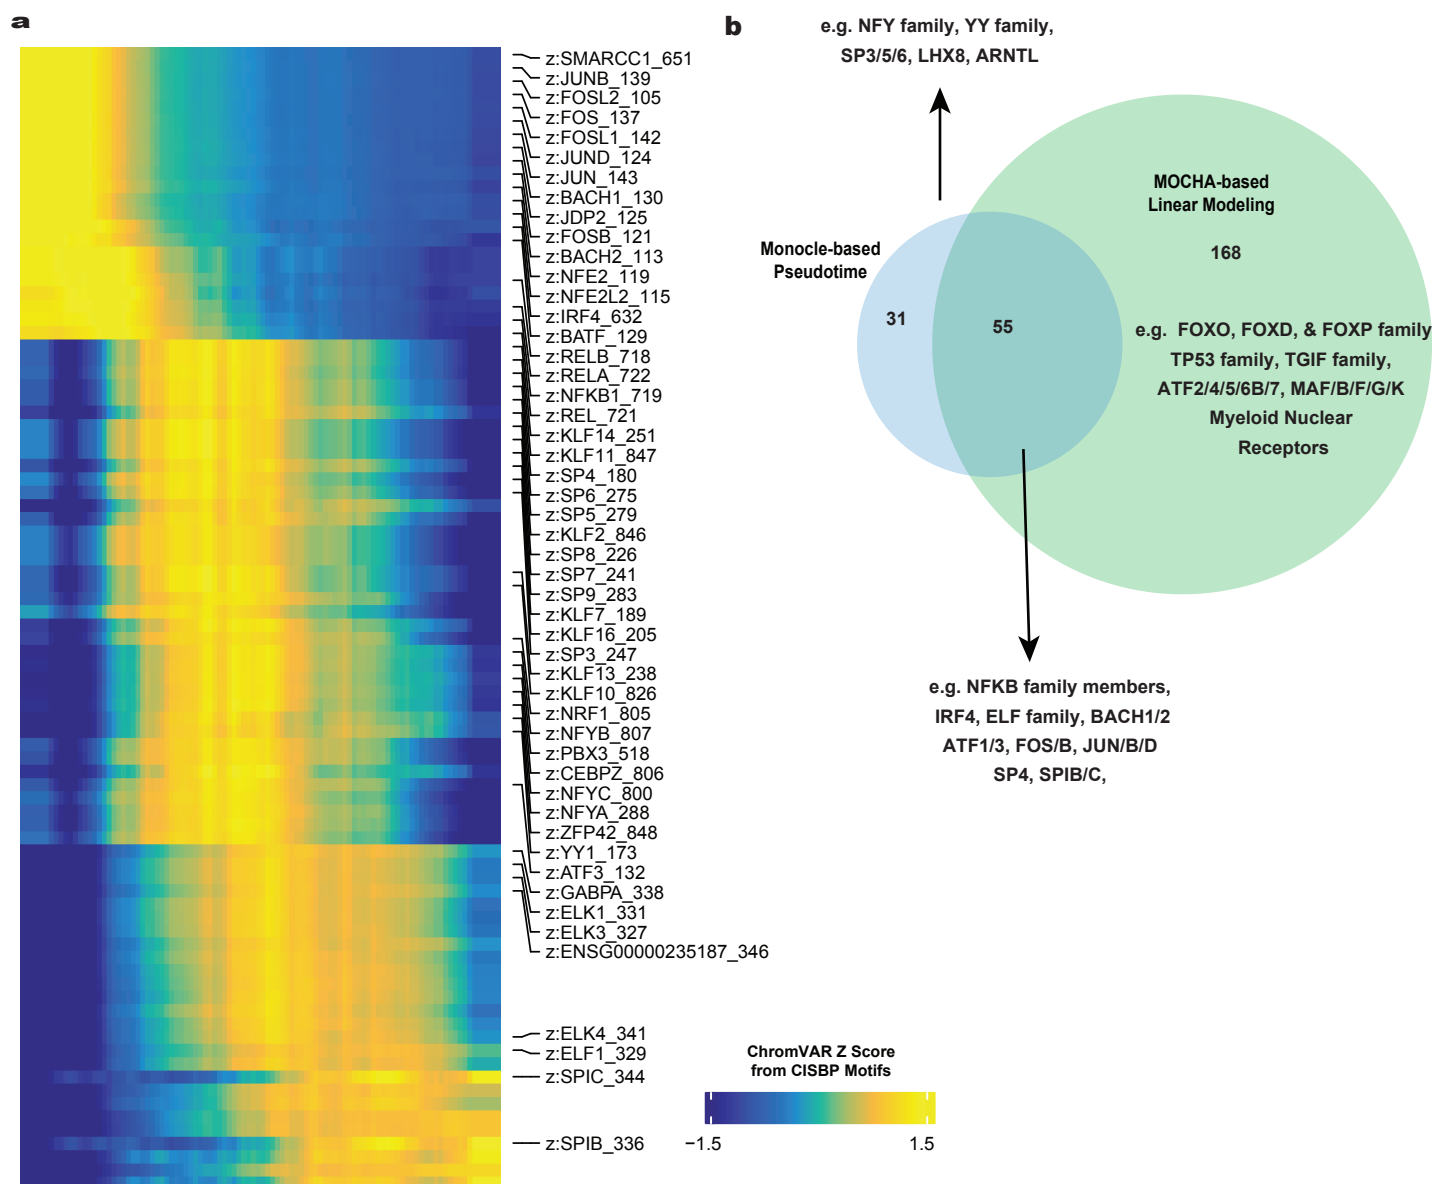 a
z:SMARCC1_651
z:JUNB_139
z:FOSL2_105
z:FOS_137
z:FOSL1_142
z:JUND_124
z:JUN_143
z:BACH1_130
z:JDP2_125
z:FOSB_121
z:BACH2_113
z:NFE2_119
z:NFE2L2_115
z:IRF4_632
z:BATF_129
z:RELB_718
z:RELA_722
z:NFKB1_719
z:REL_721
z:KLF14_251
z:KLF11_847
z:SP4_180
z:SP6_275
z:SP5_279
z:KLF2_846
z:SP8_226
z:SP7_241
z:SP9_283
z:KLF7_189
z:KLF16_205
z:SP3_247
z:KLF13_238
z:KLF10_826
z:NRF1_805
z:NFYB_807
z:PBX3_518
z:CEBPZ_806
z:NFYC_800
z:NFYA_288
z:ZFP42_848
z:YY1_173
z:ATF3_132
z:GABPA_338
z:ELK1_331
z:ELK3_327
z:ENSG00000235187_346
z:ELK4_341
z:ELF1_329
z:SPIC_344
z:SPIB_336
ChromVAR Z Score
from CISBP Motifs
−1.5
1.5
b
e.g. NFY family, YY family,
SP3/5/6, LHX8, ARNTL
Monocle-based
Pseudotime
31
55
MOCHA-based
Linear Modeling
168
e.g. FOXO, FOXD, & FOXP family
TP53 family, TGIF family,
ATF2/4/5/6B/7, MAF/B/F/G/K
Myeloid Nuclear
Receptors
e.g. NFKB family members,
IRF4, ELF family, BACH1/2
ATF1/3, FOS/B, JUN/B/D
SP4, SPIB/C,